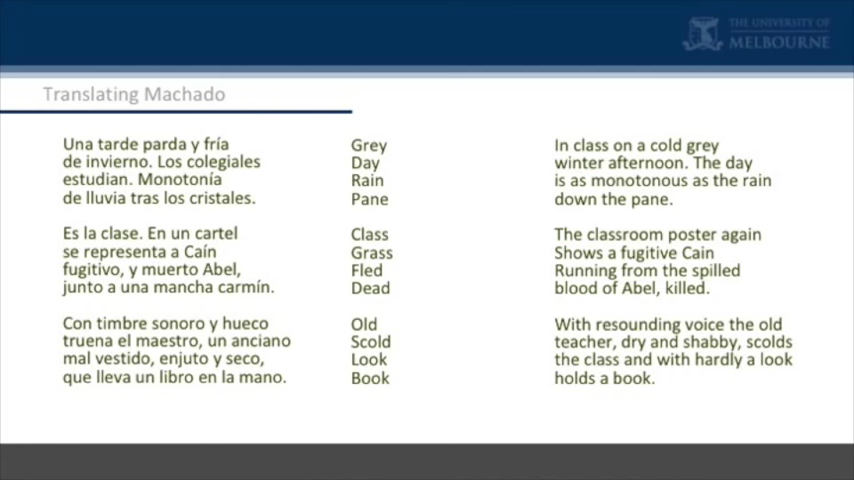 THE UNIVERSITY OF
MELBOURNE
Translating Machado
Una tarde parda y fría
de invierno. Los colegiales
estudian. Monotonía
de lluvia tras los cristales.
Es la clase. En un cartel
se representa a Caín
fugitivo, y muerto Abel,
junto a una mancha carmín.
Con timbre sonoro y hueco
truena el maestro, un anciano
mal vestido, enjuto y seco,
que lleva un libro en la mano.
Grey
Day
Rain
Pane
Class
Grass
Fled
Dead
Old
Scold
Look
Book
In class on a cold grey
winter afternoon. The day
is as monotonous as the rain
down the pane.
The classroom poster again
Shows a fugitive Cain
Running from the spilled
blood of Abel, killed.
With resounding voice the old
teacher, dry and shabby, scolds
the class and with hardly a look
holds a book.